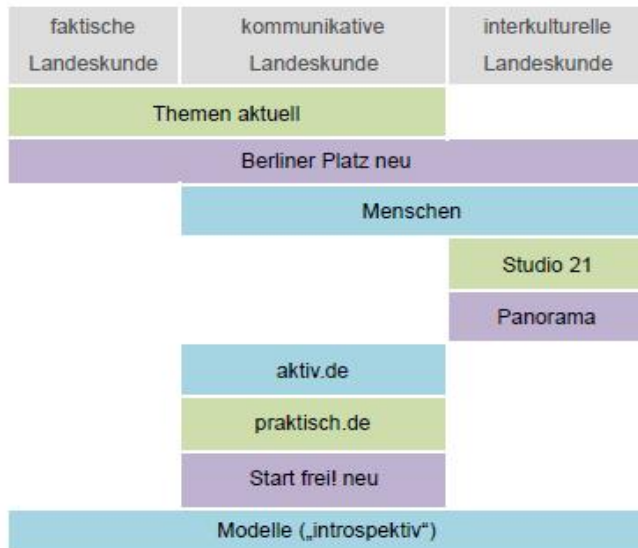 faktische
Landeskunde
kommunikative
Landeskunde
interkulturelle
Landeskunde
Themen aktuell
Berliner Platz neu
Menschen
Studio 21
Panorama
aktiv.de
praktisch.de
Start frei! neu
Modelle („introspektiv“)